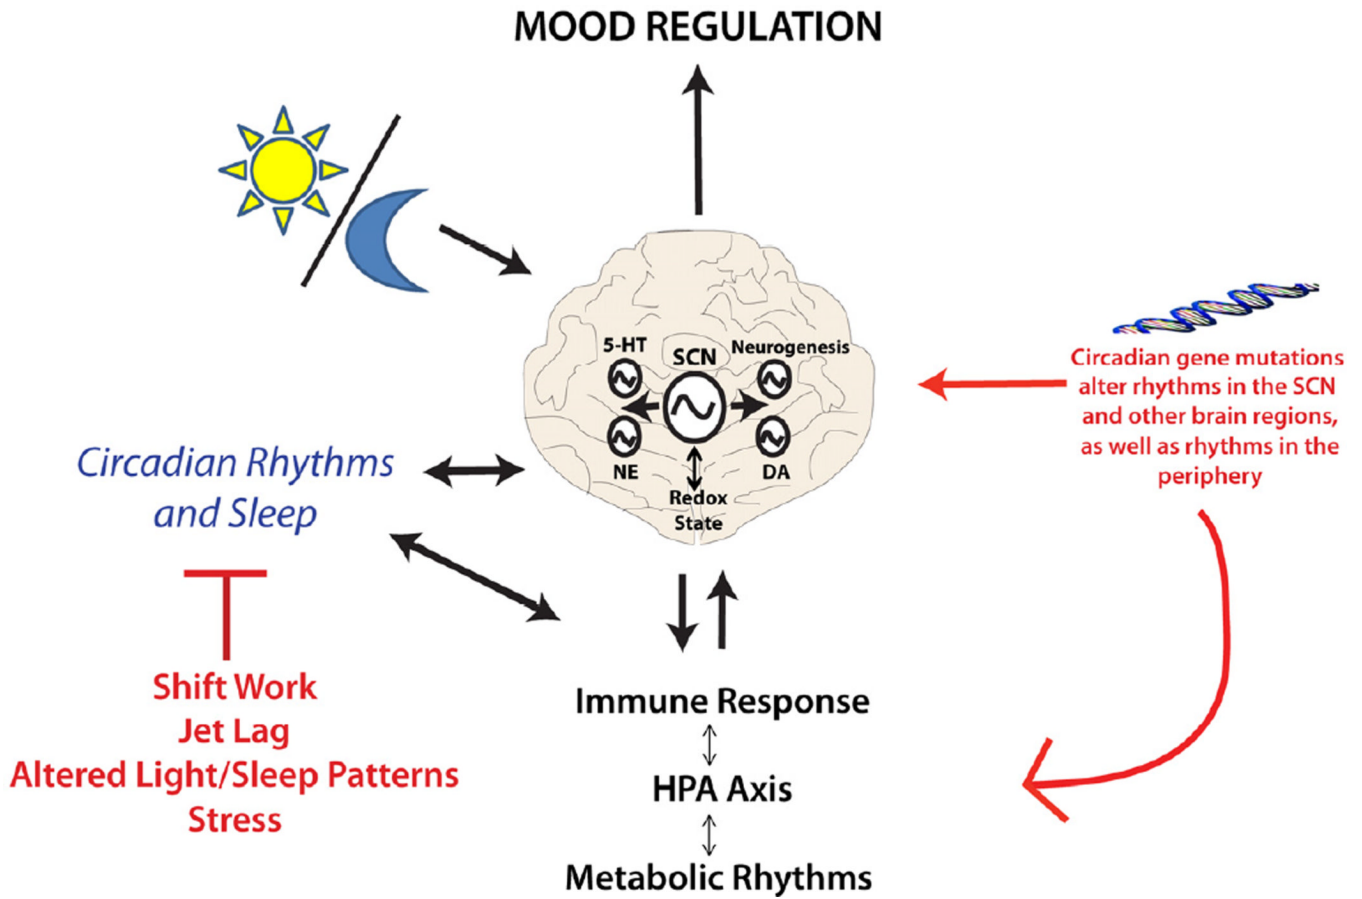 MOOD REGULATION
5-HT
SCN
Neurogenesis
NE
DA
Redox
State
Circadian gene mutations
alter rhythms in the SCN
and other brain regions,
as well as rhythms in the
periphery
Circadian Rhythms
and Sleep
Shift Work
Jet Lag
Altered Light/Sleep Patterns
Stress
Immune Response
HPA Axis
Metabolic Rhythms